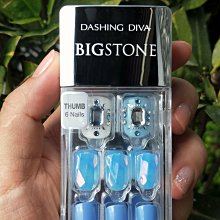 DASHING DIVA
BIGSTONE
THUMB
6 Nails